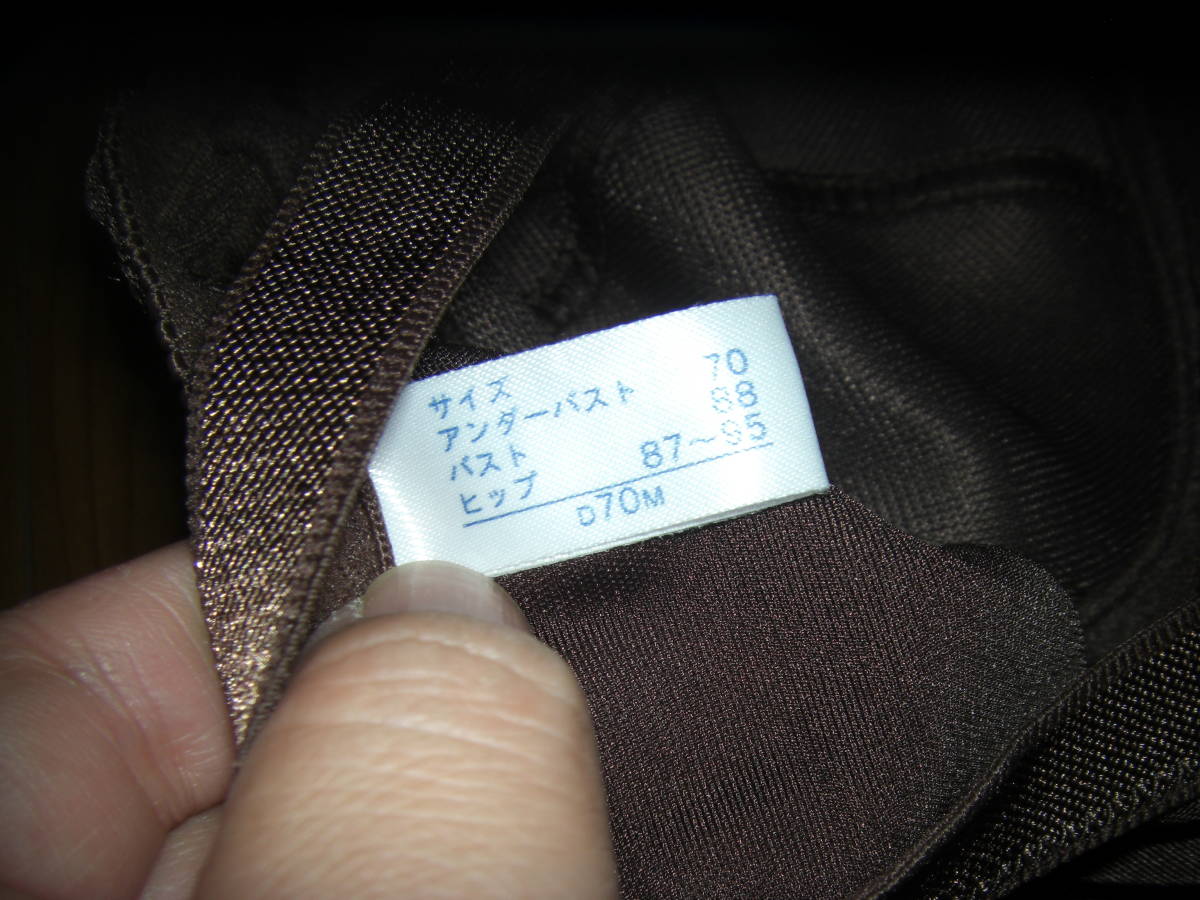 サイズ
アンダーバスト 70
バスト 88
ヒップ 87～95
D70M